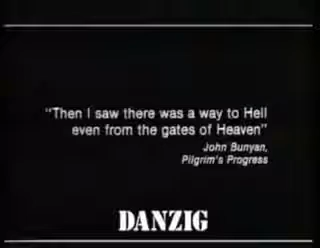 "Then I saw there was a way to Hell
even from the gates of Heaven"
John Bunyan,
Pilgrim's Progress
DANZIG